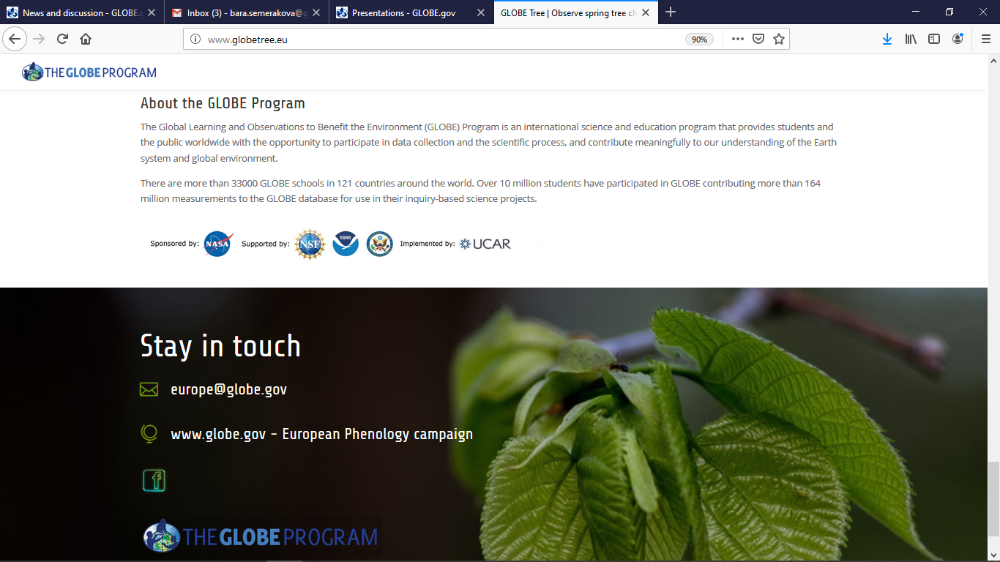 News and discussion - GLOBE.g
Inbox (3) - bara.semerakova@g
Presentations - GLOBE.gov
GLOBE Tree | Observe spring tree ch
www.globetree.eu
90%
THE GLOBE PROGRAM
About the GLOBE Program
The Global Learning and Observations to Benefit the Environment (GLOBE) Program is an international science and education program that provides students and
the public worldwide with the opportunity to participate in data collection and the scientific process, and contribute meaningfully to our understanding of the Earth
system and global environment.
There are more than 33000 GLOBE schools in 121 countries around the world. Over 10 million students have participated in GLOBE contributing more than 164
million measurements to the GLOBE database for use in their inquiry-based science projects.
Sponsored by: NASA Supported by: NSF NOAA Implemented by: UCAR
Stay in touch
europe@globe.gov
www.globe.gov - European Phenology campaign
THE GLOBE PROGRAM